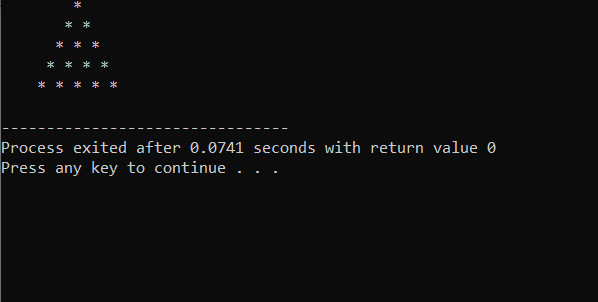 *
       * *
      * * *
     * * * *
    * * * * *
--------------------------------
Process exited after 0.0741 seconds with return value 0
Press any key to continue . . .